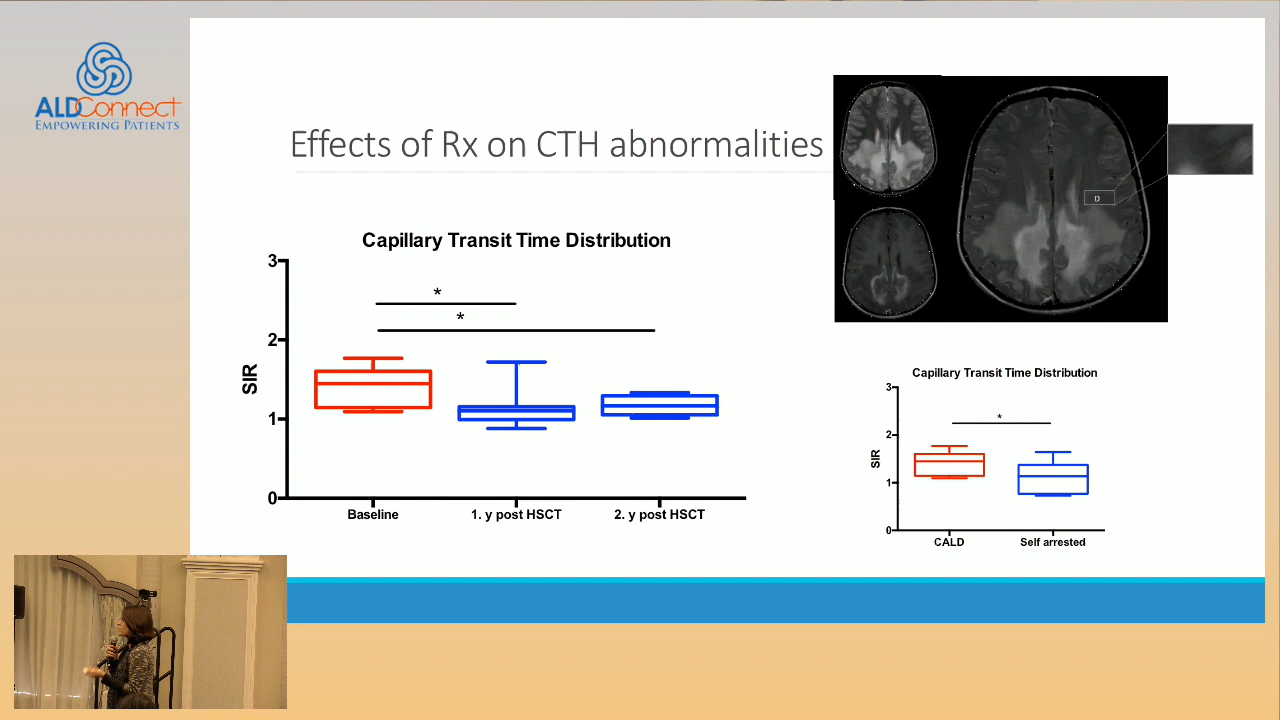 ALDConnect
EMPOWERING PATIENTS
Effects of Rx on CTH abnormalities
D
Capillary Transit Time Distribution
3
2
1
0
SIR
*
*
Baseline
1. y post HSCT
2. y post HSCT
Capillary Transit Time Distribution
3
2
1
0
SIR
*
CALD
Self arrested